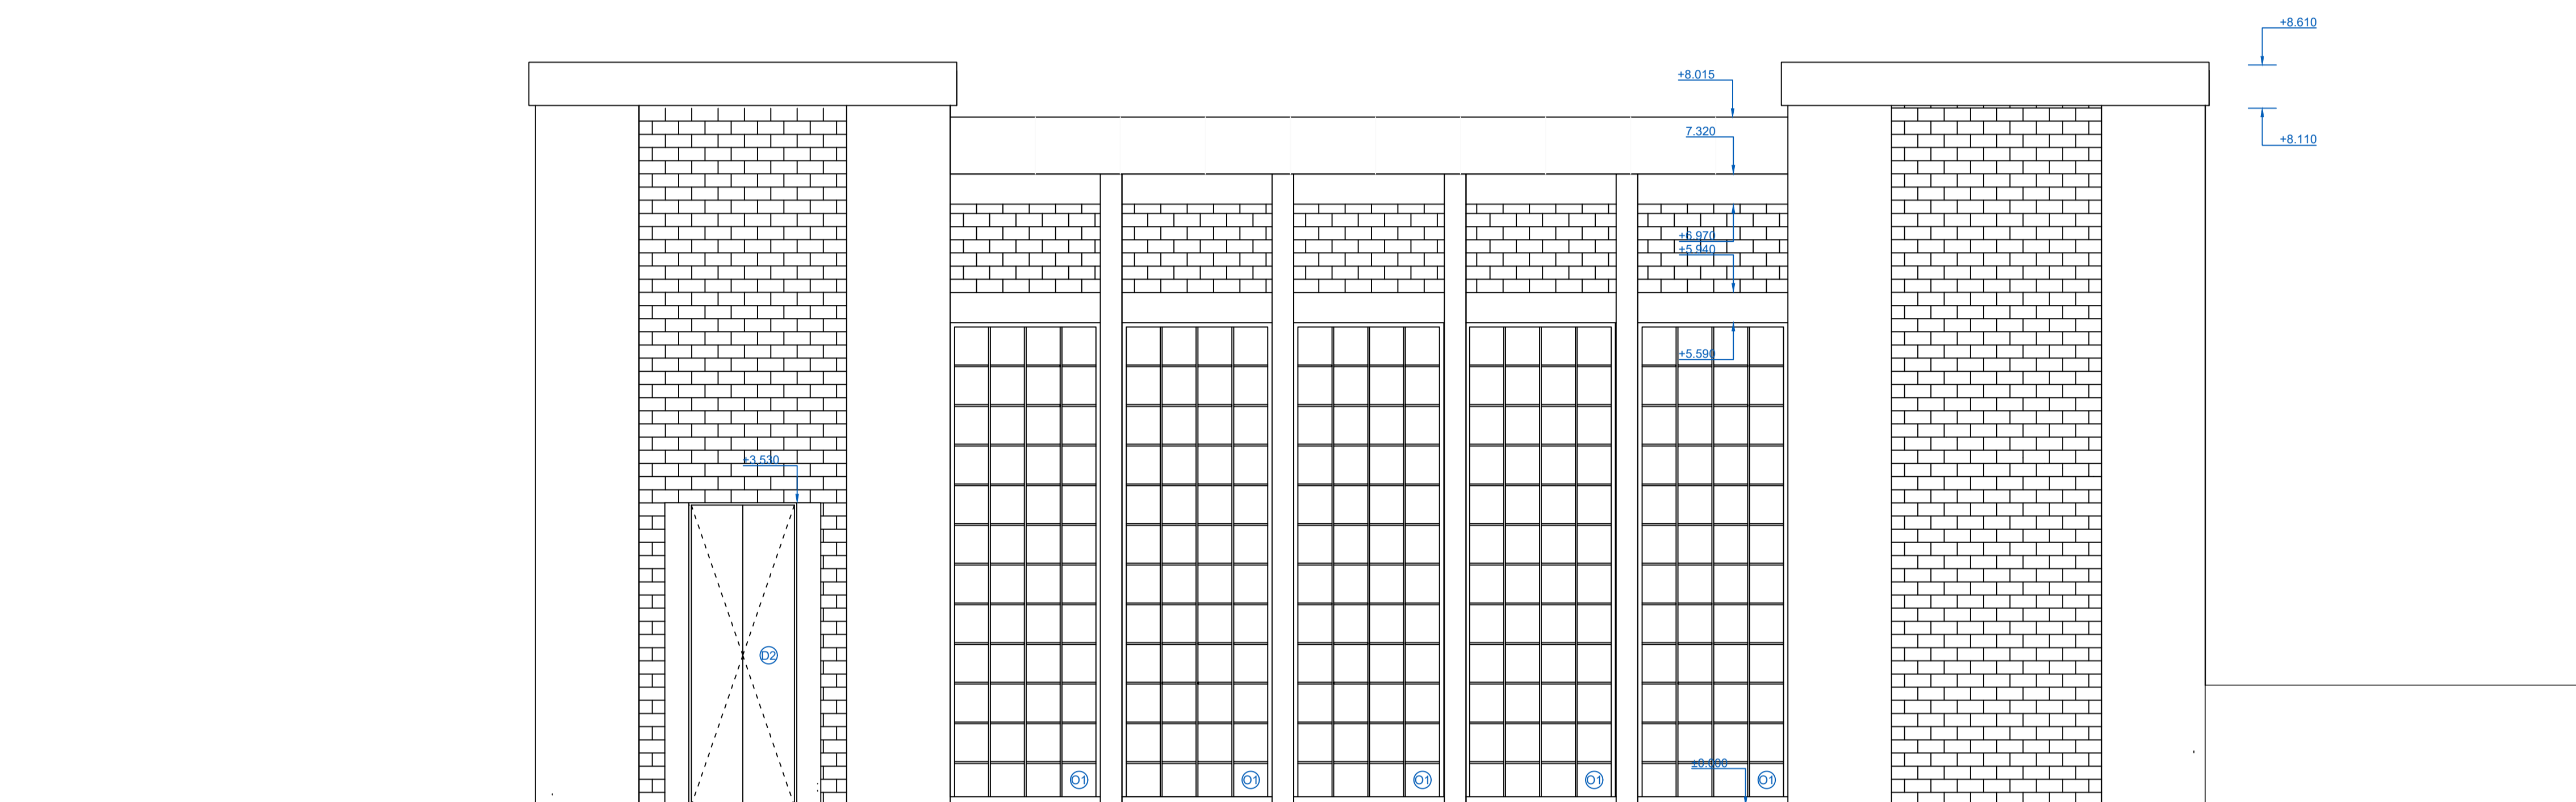 +8.610
+8.015
7.320
+8.110
+6.970
+5.940
+5.590
+3.530
D2
±0.000
O1
O1
O1
O1
O1